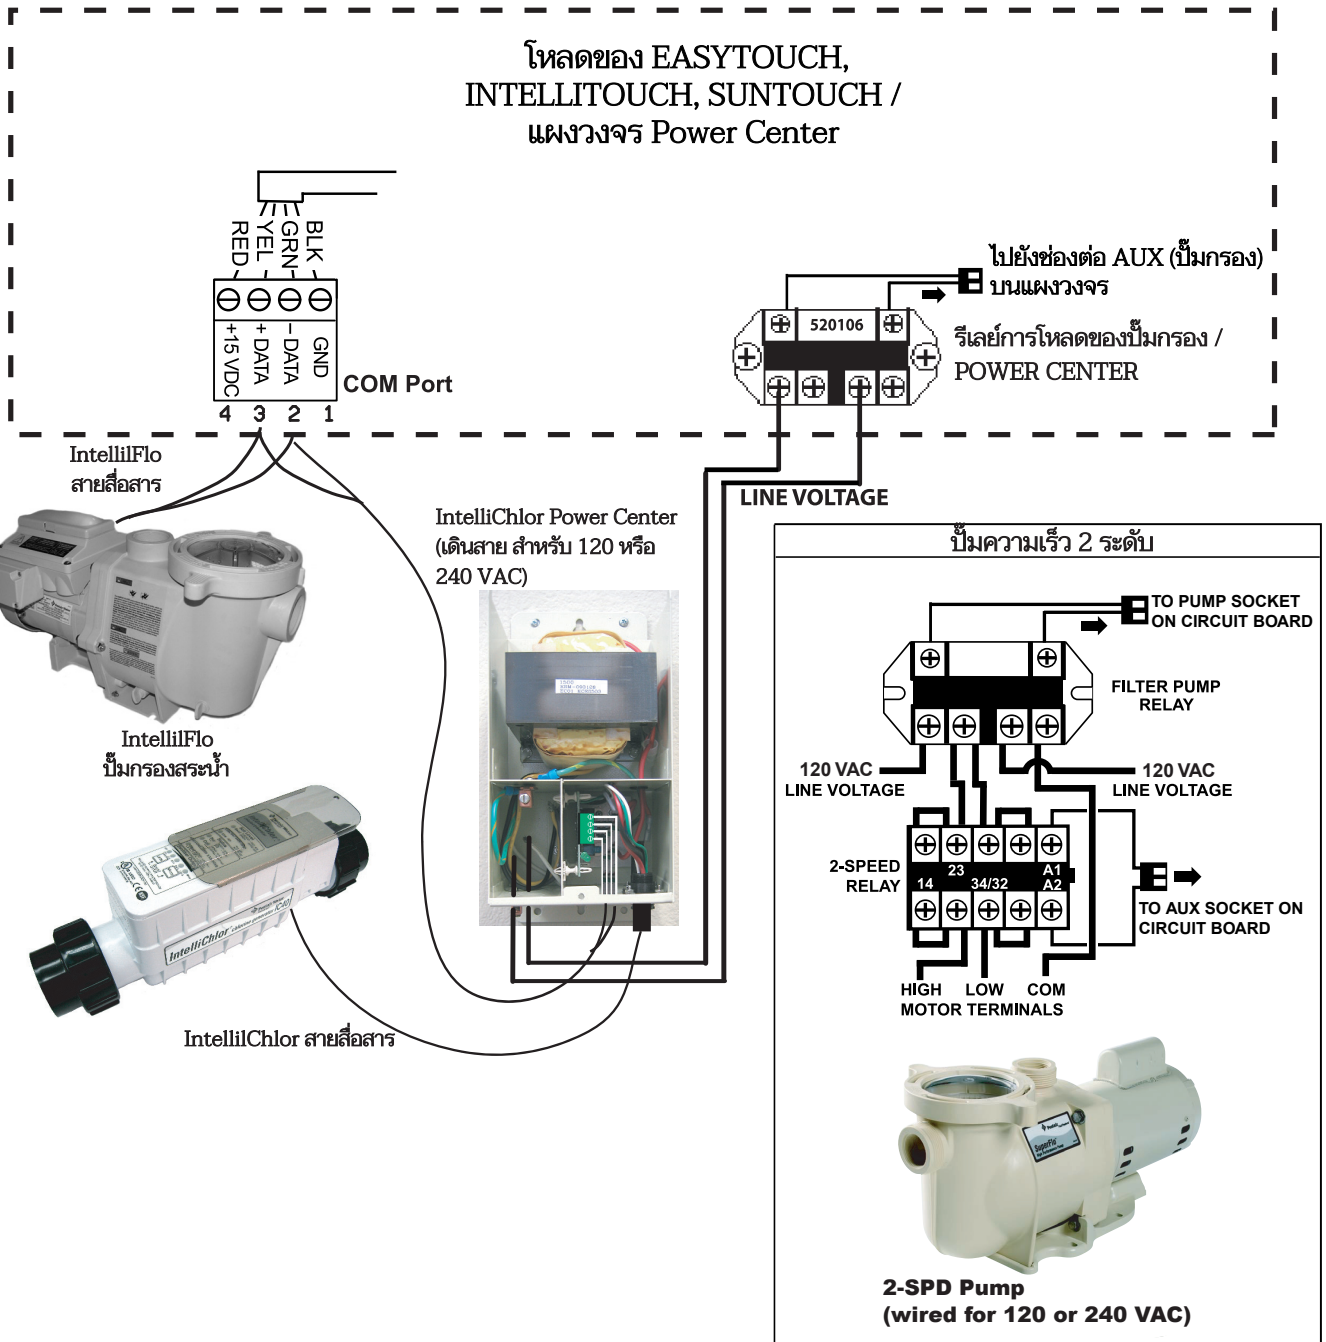 โหลดของ EASYTOUCH,
INTELLITOUCH, SUNTOUCH /
แผงวงจร Power Center
RED
YEL
GRN
BLK
+15 VDC
+ DATA
– DATA
GND
4 3 2 1
COM Port
ไปยังช่องต่อ AUX (ปั๊มกรอง)
บนแผงวงจร
520106
รีเลย์การโหลดของปั๊มกรอง /
POWER CENTER
LINE VOLTAGE
IntellilFlo
สายสื่อสาร
IntelliChlor Power Center
(เดินสาย สำหรับ 120 หรือ
240 VAC)
IntellilFlo
ปั๊มกรองสระน้ำ
IntelliChlor
chlorine generator IC40
IntellilChlor สายสื่อสาร
ปั๊มความเร็ว 2 ระดับ
TO PUMP SOCKET
ON CIRCUIT BOARD
FILTER PUMP
RELAY
120 VAC
LINE VOLTAGE
120 VAC
LINE VOLTAGE
2-SPEED
RELAY
14
23
34/32
A1
A2
TO AUX SOCKET ON
CIRCUIT BOARD
HIGH LOW COM
MOTOR TERMINALS
SuperFlo
2-SPD Pump
(wired for 120 or 240 VAC)